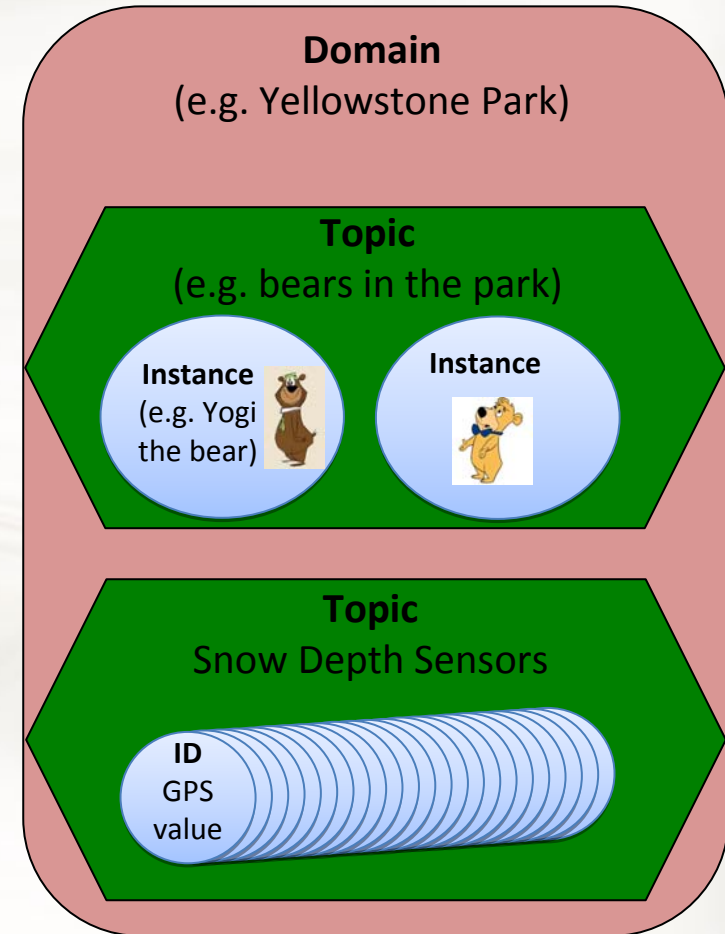 Domain
(e.g. Yellowstone Park)
Topic
(e.g. bears in the park)
Instance
(e.g. Yogi
the bear)
Instance
Topic
Snow Depth Sensors
ID
GPS
value